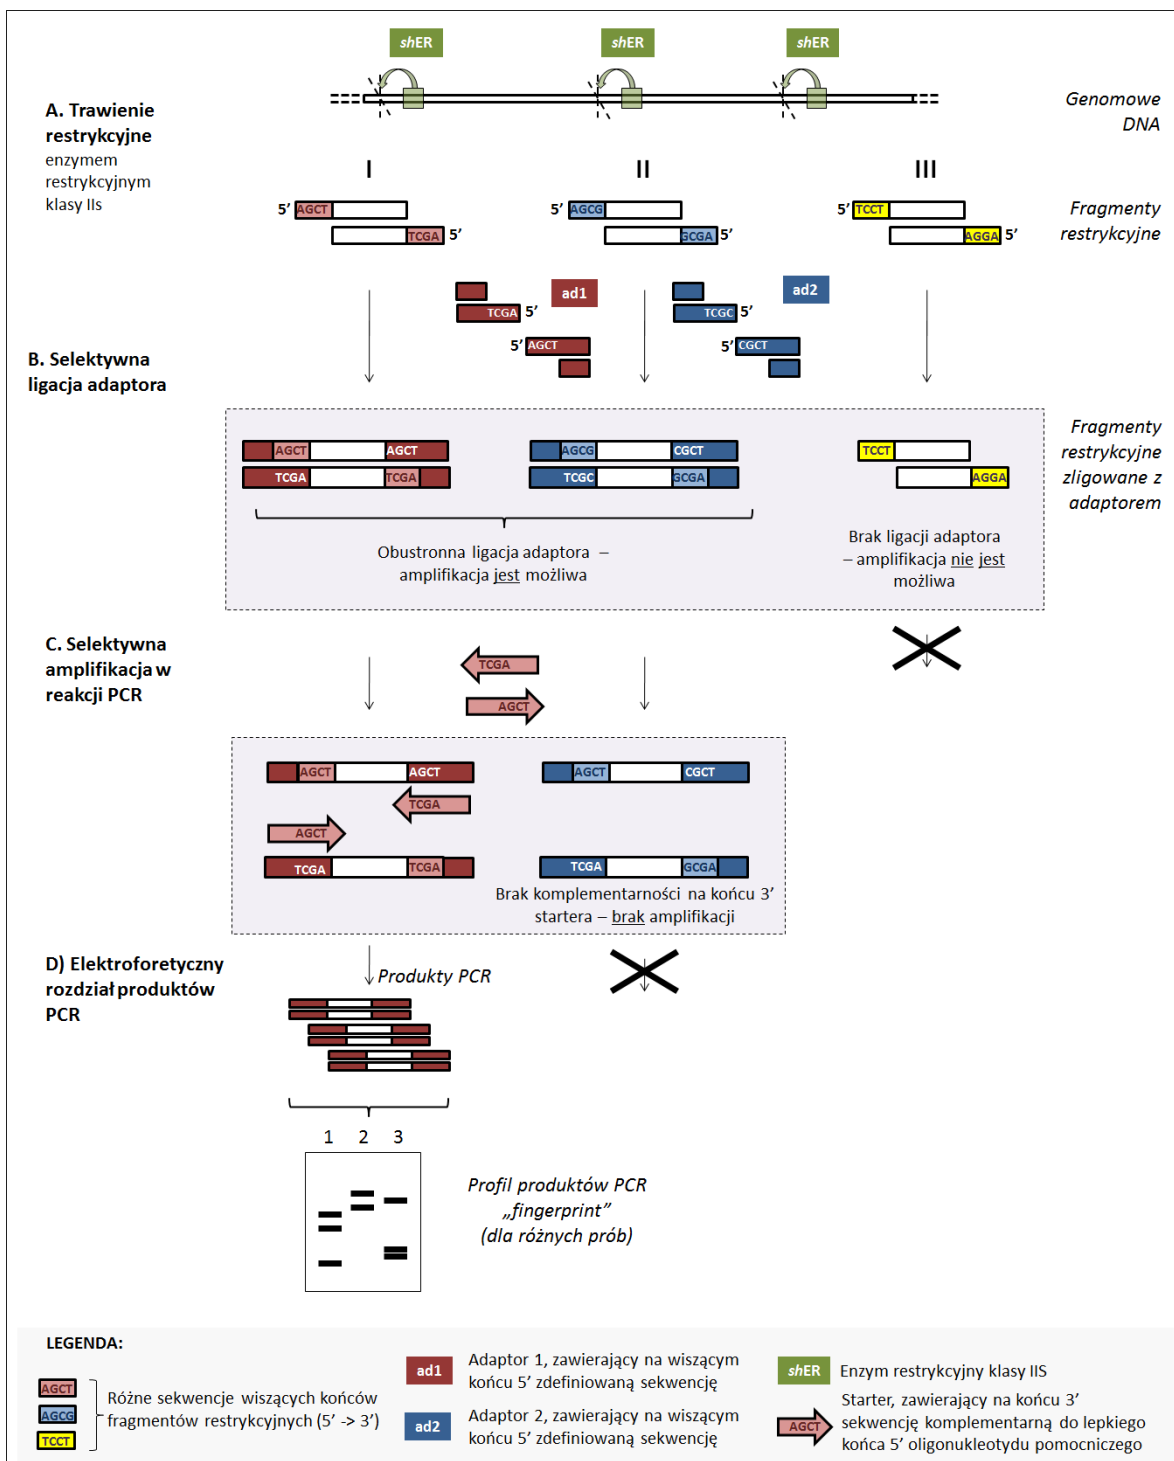 shER shER shER
A. Trawienie
restrykcyjne
enzymem
restrykcyjnym
klasy IIs
Genomowe
DNA
I II III
5’ AGCT 5’ AGCG 5’ TCCT
TCGA 5’ GCGA 5’ AGGA 5’
Fragmenty
restrykcyjne
ad1 ad2
TCGA 5’ TCGC 5’
5’ AGCT 5’ CGCT
B. Selektywna
ligacja adaptora
AGCT AGCT AGCG CGCT TCCT
TCGA TCGA TCGC GCGA AGGA
Fragmenty
restrykcyjne
zligowane z
adaptorem
Obustronna ligacja adaptora –
amplifikacja jest możliwa
Brak ligacji adaptora
– amplifikacja nie jest
możliwa
C. Selektywna
amplifikacja w
reakcji PCR
TCGA
AGCT
AGCT AGCT AGCT CGCT
TCGA
AGCT
TCGA TCGA TCGA GCGA
Brak komplementarności na końcu 3’
startera – brak amplifikacji
D) Elektroforetyczny
rozdział produktów
PCR
Produkty PCR
1 2 3
Profil produktów PCR
„fingerprint”
(dla różnych prób)
LEGENDA:
AGCT
AGCG
TCCT
Różne sekwencje wiszących końców
fragmentów restrykcyjnych (5’ -> 3’)
ad1 Adaptor 1, zawierający na wiszącym
końcu 5’ zdefiniowaną sekwencję
ad2 Adaptor 2, zawierający na wiszącym
końcu 5’ zdefiniowaną sekwencję
shER Enzym restrykcyjny klasy IIS
AGCT Starter, zawierający na końcu 3’
sekwencję komplementarną do lepkiego
końca 5’ oligonukleotydu pomocniczego